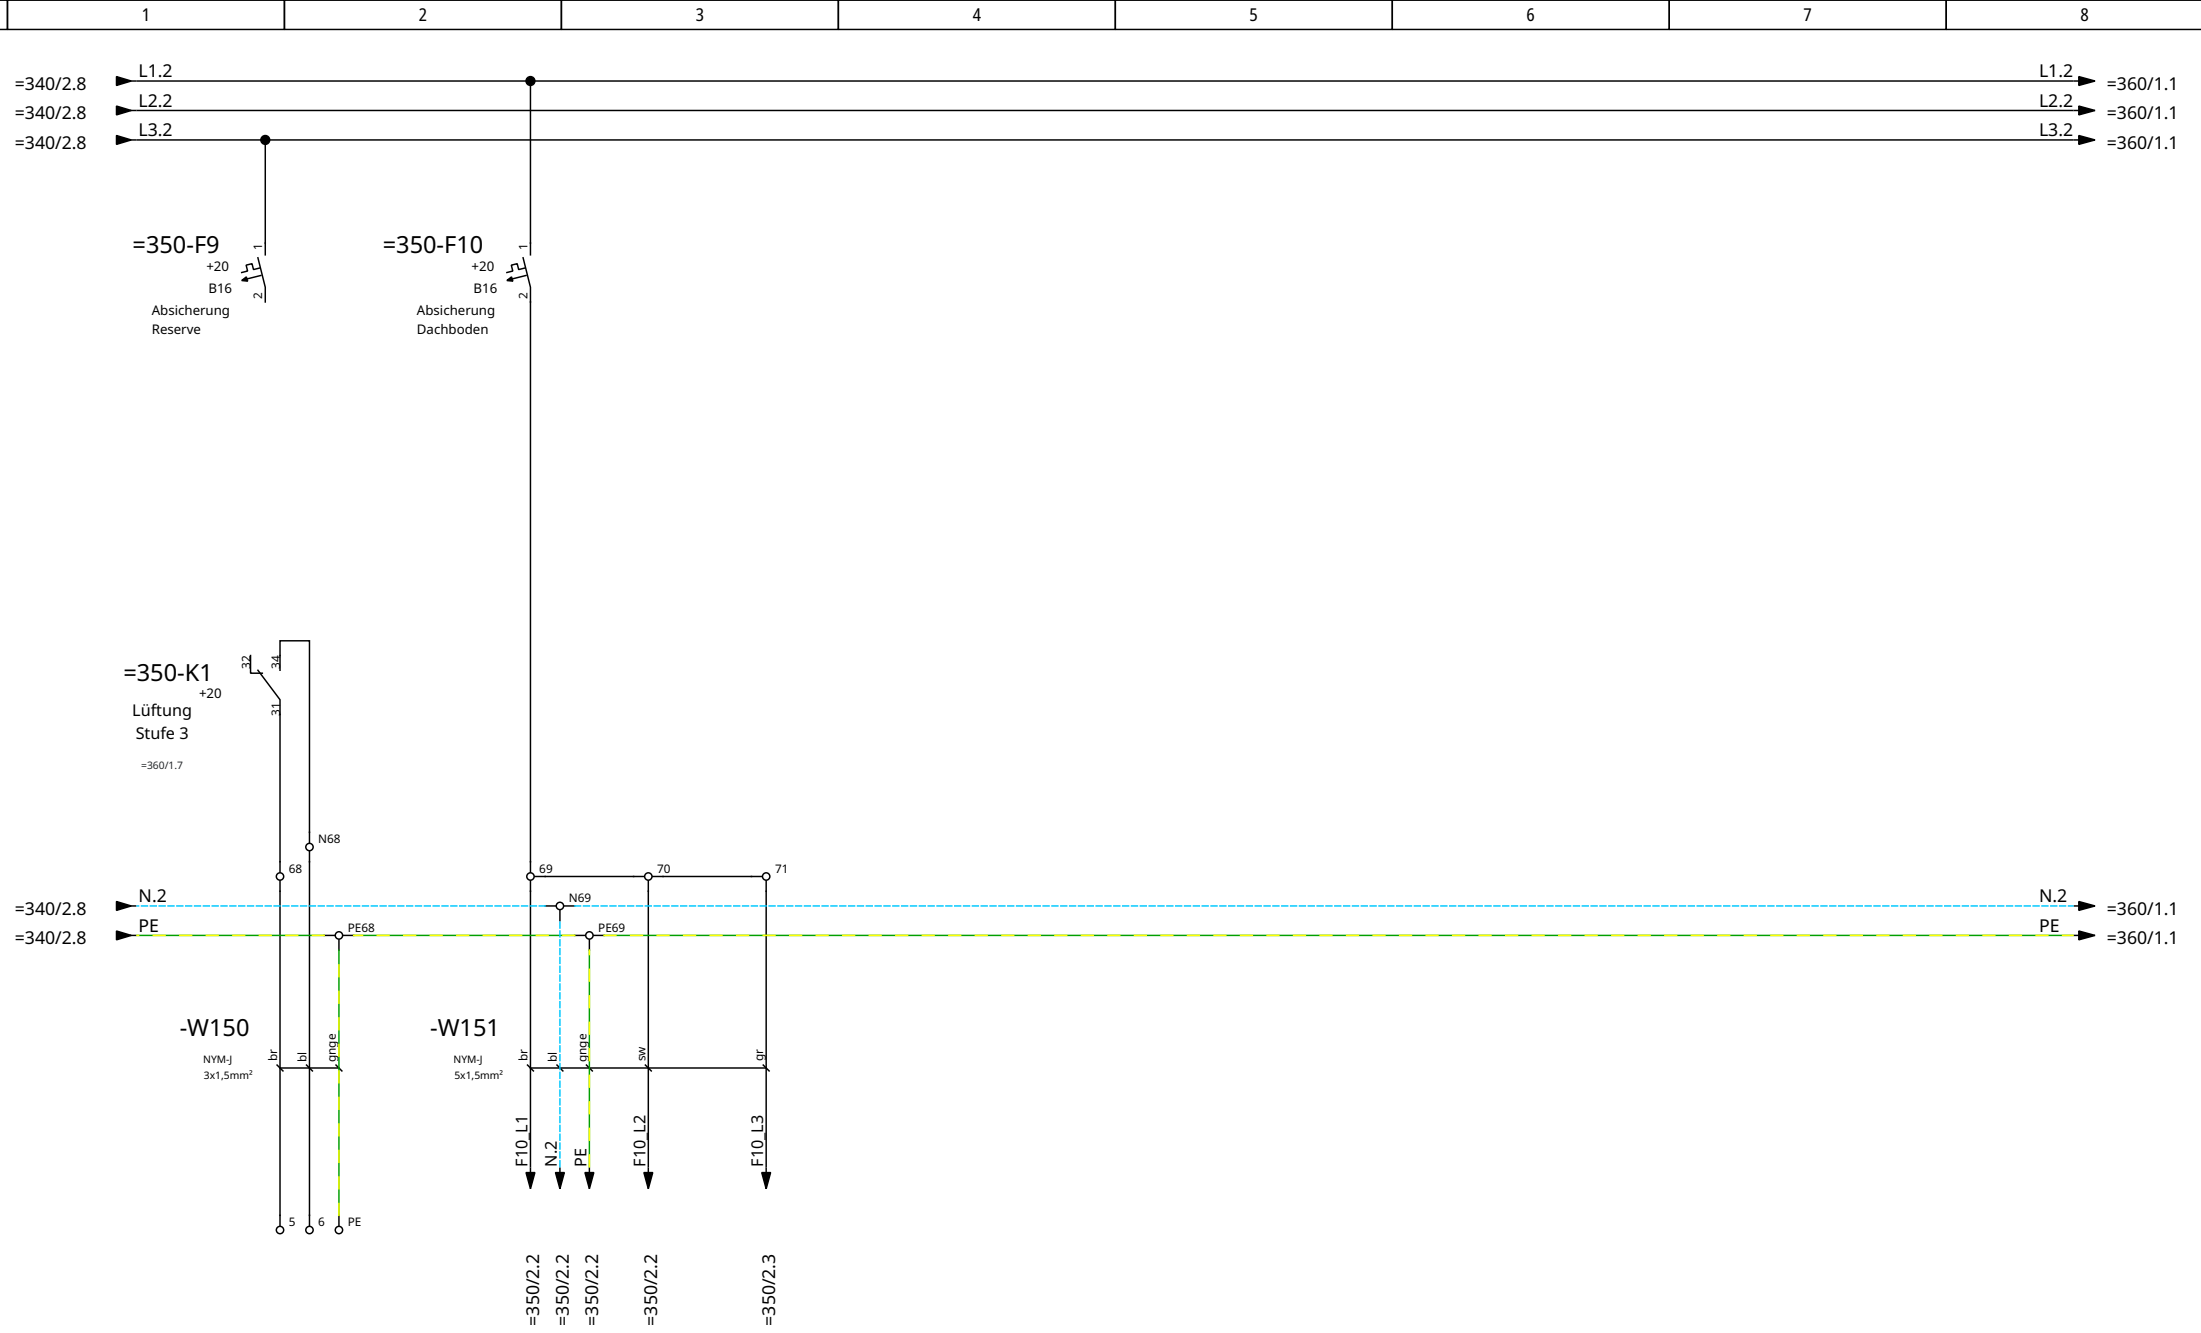 1 2 3 4 5 6 7 8
L1.2 L1.2
=340/2.8 =360/1.1
L2.2 L2.2
=340/2.8 =360/1.1
L3.2 L3.2
=340/2.8 =360/1.1
=350-F9
+20
B16
1
2
Absicherung
Reserve
=350-F10
+20
B16
1
2
Absicherung
Dachboden
=350-K1
+20
32
34
31
Lüftung
Stufe 3
=360/1.7
N68
68
69
70
71
N.2
=340/2.8
N69
N.2
=360/1.1
PE
=340/2.8
PE68
PE69
PE
=360/1.1
-W150
NYM-J
3x1,5mm²
br
bl
gnge
-W151
NYM-J
5x1,5mm²
br
bl
gnge
sw
gr
F10_L1
N.2
PE
F10_L2
F10_L3
5
6
PE
=350/2.2
=350/2.2
=350/2.2
=350/2.2
=350/2.3